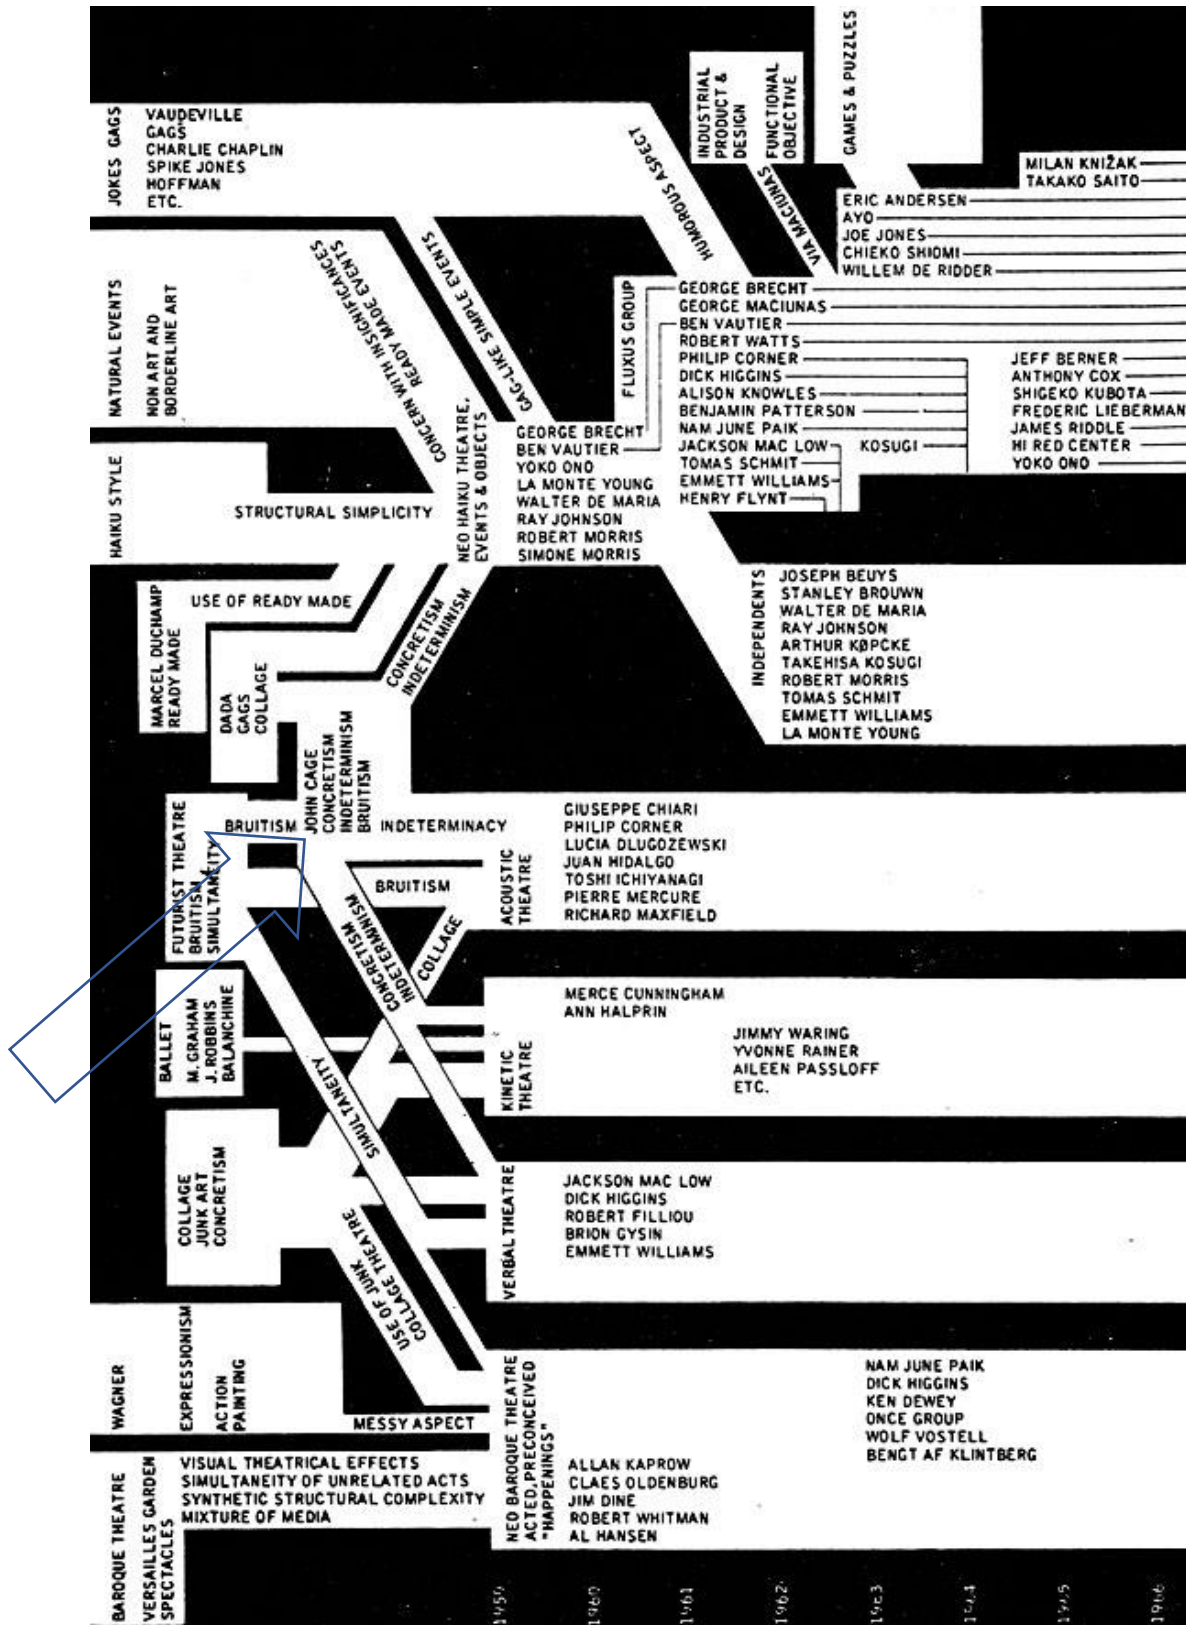 JOKES GAGS
VAUDEVILLE
GAGS
CHARLIE CHAPLIN
SPIKE JONES
HOFFMAN
ETC.
NATURAL EVENTS
NON ART AND
BORDERLINE ART
HAIKU STYLE
STRUCTURAL SIMPLICITY
CONCERN WITH INSIGNIFICANCES
READY MADE EVENTS
GAG-LIKE SIMPLE EVENTS
HUMOROUS ASPECT
INDUSTRIAL
PRODUCT &
DESIGN
FUNCTIONAL
OBJECTIVE
VIA MACIUNAS
GAMES & PUZZLES
MILAN KNIŽAK
TAKAKO SAITO
ERIC ANDERSEN
AYO
JOE JONES
CHIEKO SHIOMI
WILLEM DE RIDDER
FLUXUS GROUP
GEORGE BRECHT
GEORGE MACIUNAS
BEN VAUTIER
ROBERT WATTS
PHILIP CORNER
DICK HIGGINS
ALISON KNOWLES
BENJAMIN PATTERSON
NAM JUNE PAIK
JACKSON MAC LOW
TOMAS SCHMIT
EMMETT WILLIAMS
HENRY FLYNT
KOSUGI
JEFF BERNER
ANTHONY COX
SHIGEKO KUBOTA
FREDERIC LIEBERMAN
JAMES RIDDLE
HI RED CENTER
YOKO ONO
NEO HAIKU THEATRE,
EVENTS & OBJECTS
GEORGE BRECHT
BEN VAUTIER
YOKO ONO
LA MONTE YOUNG
WALTER DE MARIA
RAY JOHNSON
ROBERT MORRIS
SIMONE MORRIS
INDEPENDENTS
JOSEPH BEUYS
STANLEY BROUWN
WALTER DE MARIA
RAY JOHNSON
ARTHUR KØPCKE
TAKEHISA KOSUGI
ROBERT MORRIS
TOMAS SCHMIT
EMMETT WILLIAMS
LA MONTE YOUNG
MARCEL DUCHAMP
READY MADE
USE OF READY MADE
DADA
GAGS
COLLAGE
CONCRETISM
INDETERMINISM
JOHN CAGE
CONCRETISM
INDETERMINISM
BRUITISM
FUTURIST THEATRE
BRUITISM
SIMULTANEITY
BRUITISM
INDETERMINACY
BRUITISM
COLLAGE
CONCRETISM
INDETERMINISM
ACOUSTIC
THEATRE
GIUSEPPE CHIARI
PHILIP CORNER
LUCIA DLUGOZEWSKI
JUAN HIDALGO
TOSHI ICHIYANAGI
PIERRE MERCURE
RICHARD MAXFIELD
BALLET
M. GRAHAM
J. ROBBINS
BALANCHINE
SIMULTANEITY
KINETIC
THEATRE
MERCE CUNNINGHAM
ANN HALPRIN
JIMMY WARING
YVONNE RAINER
AILEEN PASSLOFF
ETC.
COLLAGE
JUNK ART
CONCRETISM
USE OF JUNK
COLLAGE THEATRE
VERBAL THEATRE
JACKSON MAC LOW
DICK HIGGINS
ROBERT FILLIOU
BRION GYSIN
EMMETT WILLIAMS
WAGNER
EXPRESSIONISM
ACTION
PAINTING
MESSY ASPECT
BAROQUE THEATRE
VERSAILLES GARDEN
SPECTACLES
VISUAL THEATRICAL EFFECTS
SIMULTANEITY OF UNRELATED ACTS
SYNTHETIC STRUCTURAL COMPLEXITY
MIXTURE OF MEDIA
NEO BAROQUE THEATRE
ACTED, PRECONCEIVED
"HAPPENINGS"
ALLAN KAPROW
CLAES OLDENBURG
JIM DINE
ROBERT WHITMAN
AL HANSEN
NAM JUNE PAIK
DICK HIGGINS
KEN DEWEY
ONCE GROUP
WOLF VOSTELL
BENGT AF KLINTBERG
1959
1960
1961
1962
1963
1964
1965
1966